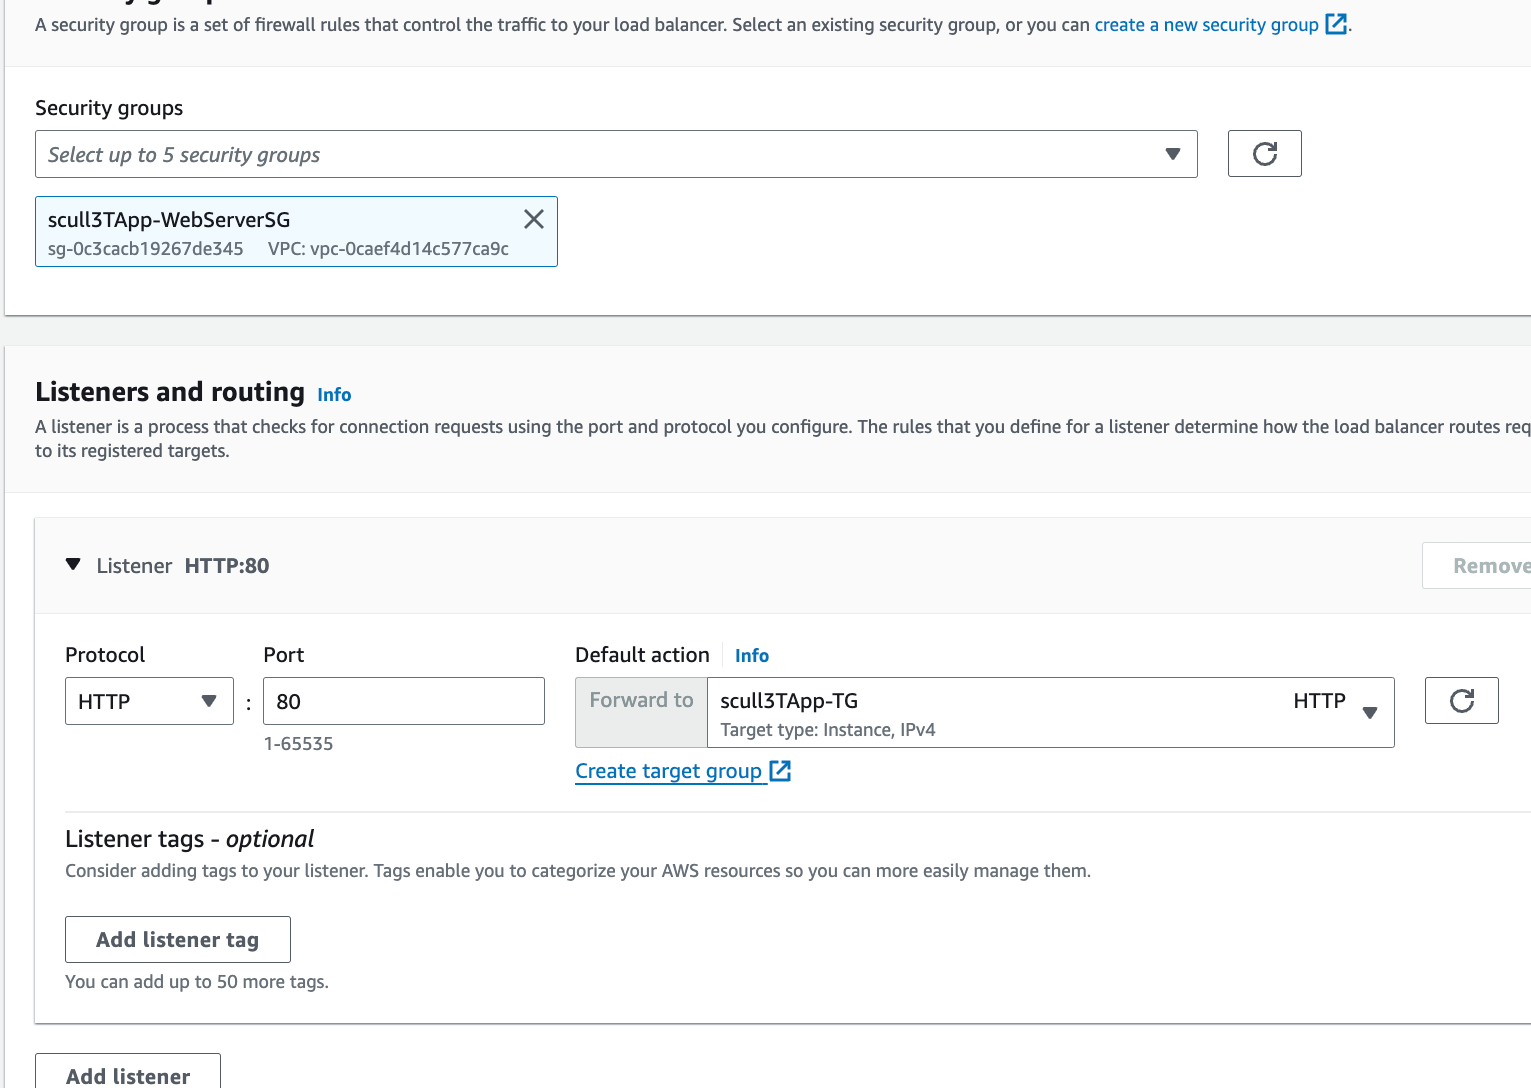 A security group is a set of firewall rules that control the traffic to your load balancer. Select an existing security group, or you can create a new security group.
Security groups
Select up to 5 security groups
scull3TApp-WebServerSG
sg-0c3cacb19267de345 VPC: vpc-0caef4d14c577ca9c
Listeners and routing Info
A listener is a process that checks for connection requests using the port and protocol you configure. The rules that you define for a listener determine how the load balancer routes req
to its registered targets.
Listener HTTP:80
Remove
Protocol Port Default action Info
HTTP : 80 Forward to scull3TApp-TG HTTP
Target type: Instance, IPv4
1-65535
Create target group
Listener tags - optional
Consider adding tags to your listener. Tags enable you to categorize your AWS resources so you can more easily manage them.
Add listener tag
You can add up to 50 more tags.
Add listener